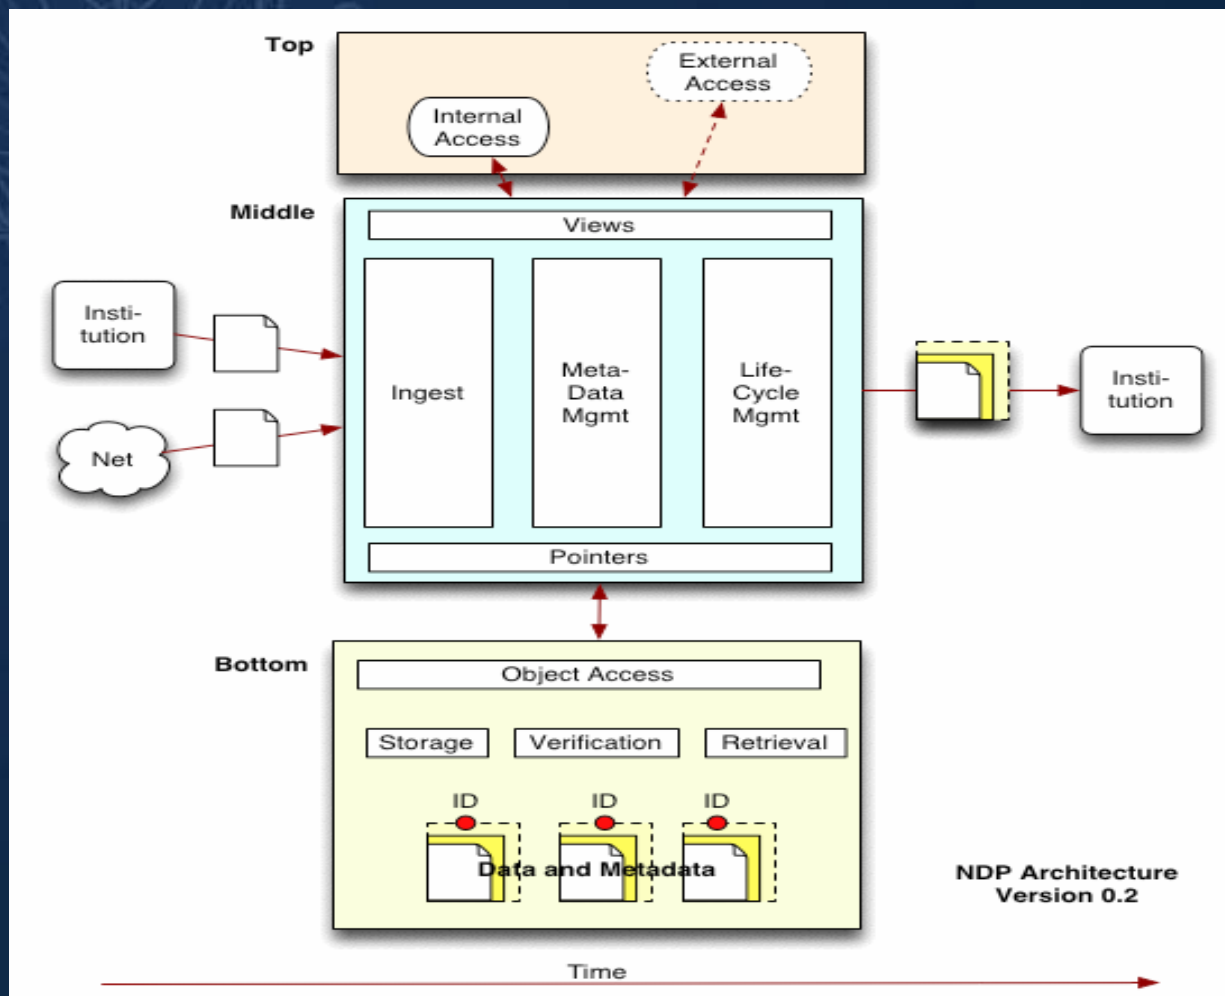 Top
External
Access
Internal
Access
Middle
Views
Insti-
tution
Ingest
Meta-
Data
Mgmt
Life-
Cycle
Mgmt
Insti-
tution
Net
Pointers
Bottom
Object Access
Storage
Verification
Retrieval
ID
ID
ID
Data and Metadata
NDP Architecture
Version 0.2
Time